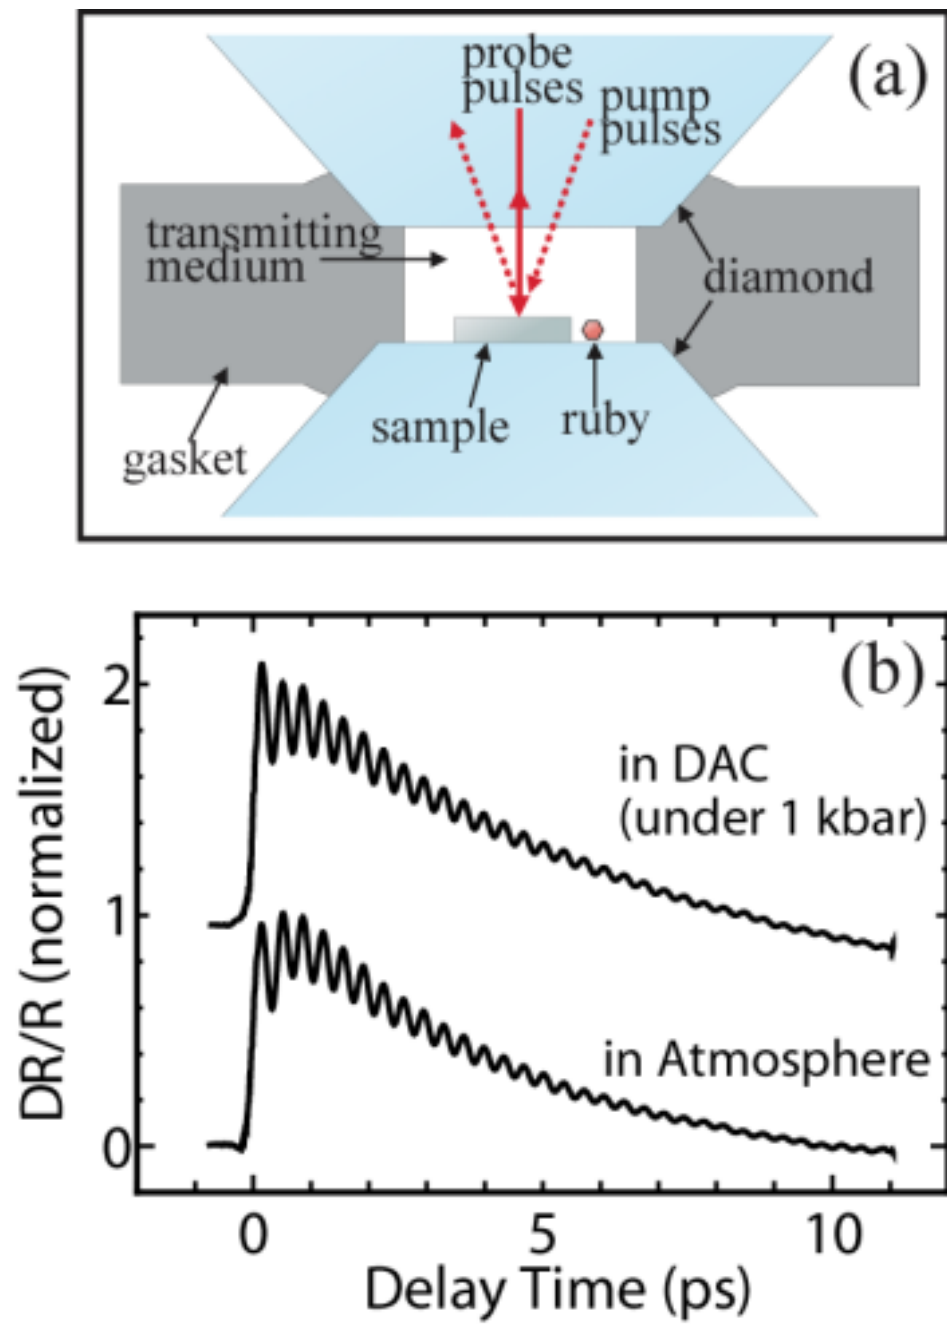 (a)
probe
pulses
pump
pulses
transmitting
medium
diamond
sample
ruby
gasket
(b)
2
1
0
DR/R (normalized)
in DAC
(under 1 kbar)
in Atmosphere
0 5 10
Delay Time (ps)